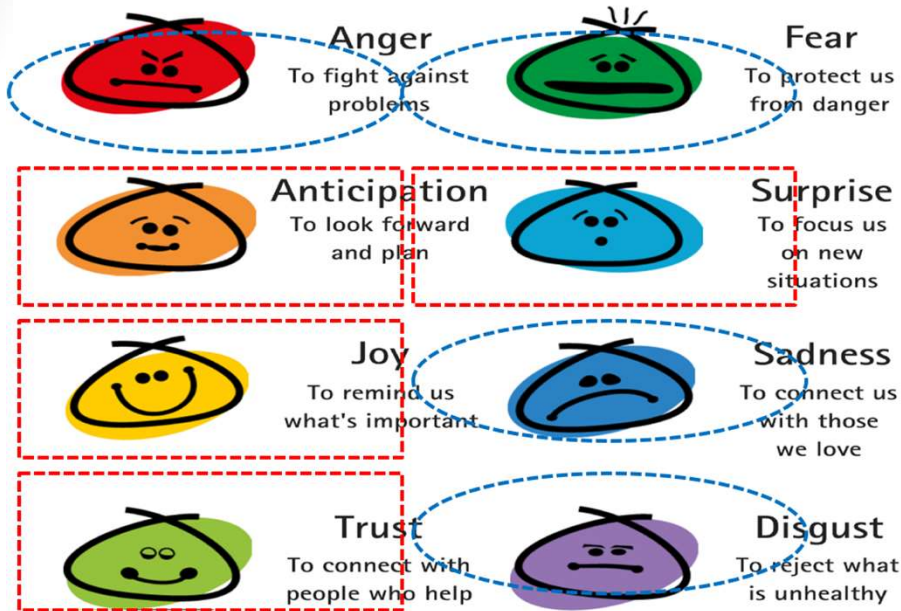 Anger
To fight against
problems
Fear
To protect us
from danger
Anticipation
To look forward
and plan
Surprise
To focus us
on new
situations
Joy
To remind us
what's important
Sadness
To connect us
with those
we love
Trust
To connect with
people who help
Disgust
To reject what
is unhealthy